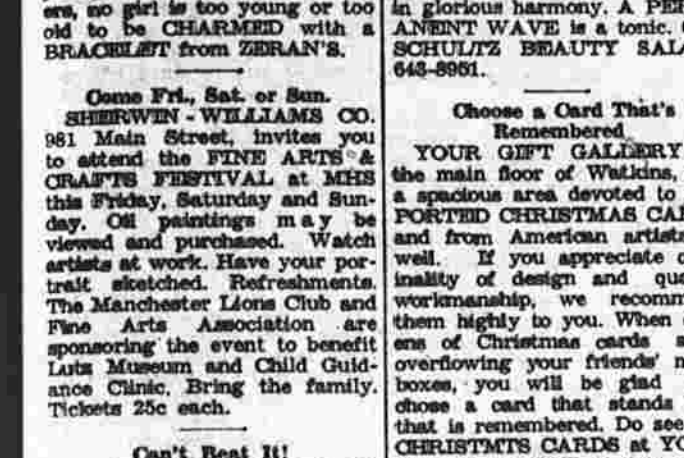 ers, no girl is too young or too
old to be CHARMED with a
BRACELET from ZERAN'S.
Come Fri., Sat. or Sun.
SHERWIN - WILLIAMS CO.
981 Main Street, invites you
to attend the FINE ARTS &
CRAFTS FESTIVAL at MHS
this Friday, Saturday and Sun-
day. Oil paintings may be
viewed and purchased. Watch
artists at work. Have your por-
trait sketched. Refreshments.
The Manchester Lions Club and
Fine Arts Association are
sponsoring the event to benefit
Lutz Museum and Child Guid-
ance Clinic. Bring the family.
Tickets 25c each.
Can't Beat It!
in glorious harmony. A PER
ANENT WAVE is a tonic.
SCHULTZ BEAUTY SAL
643-8951.
Choose a Card That's
Remembered
YOUR GIFT GALLERY
the main floor of Watkins,
a spacious area devoted to
PORTED CHRISTMAS CA
and from American artists
well. If you appreciate o
inality of design and qua
workmanship, we recomm
them highly to you. When
ens of Christmas cards a
overflowing your friends' m
boxes, you will be glad
chose a card that stands
that is remembered. Do see
CHRISTMTS CARDS at YO